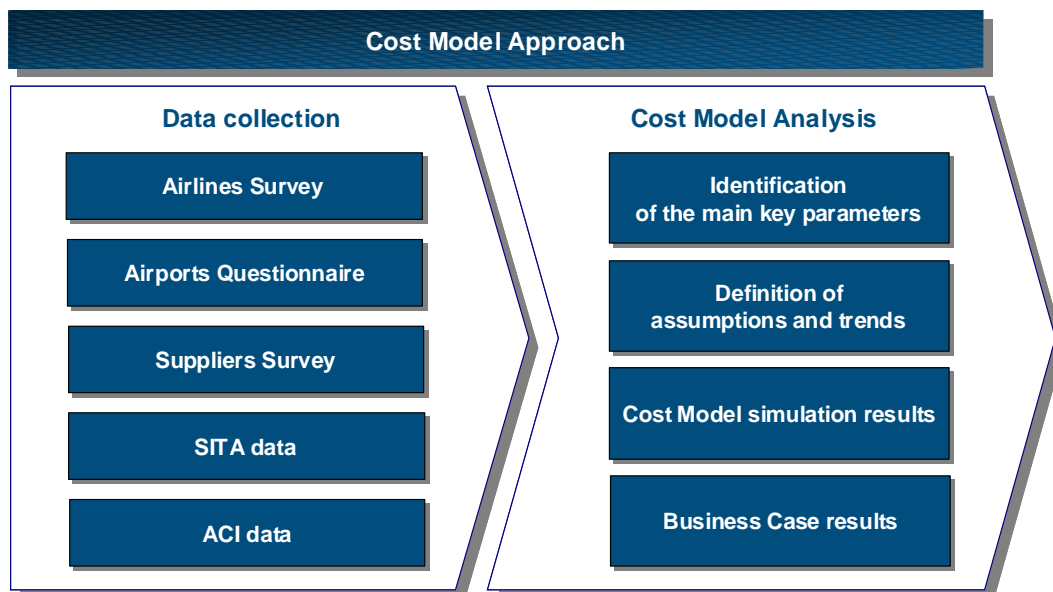 Cost Model Approach
Data collection
Airlines Survey
Airports Questionnaire
Suppliers Survey
SITA data
ACI data
Cost Model Analysis
Identification
of the main key parameters
Definition of
assumptions and trends
Cost Model simulation results
Business Case results